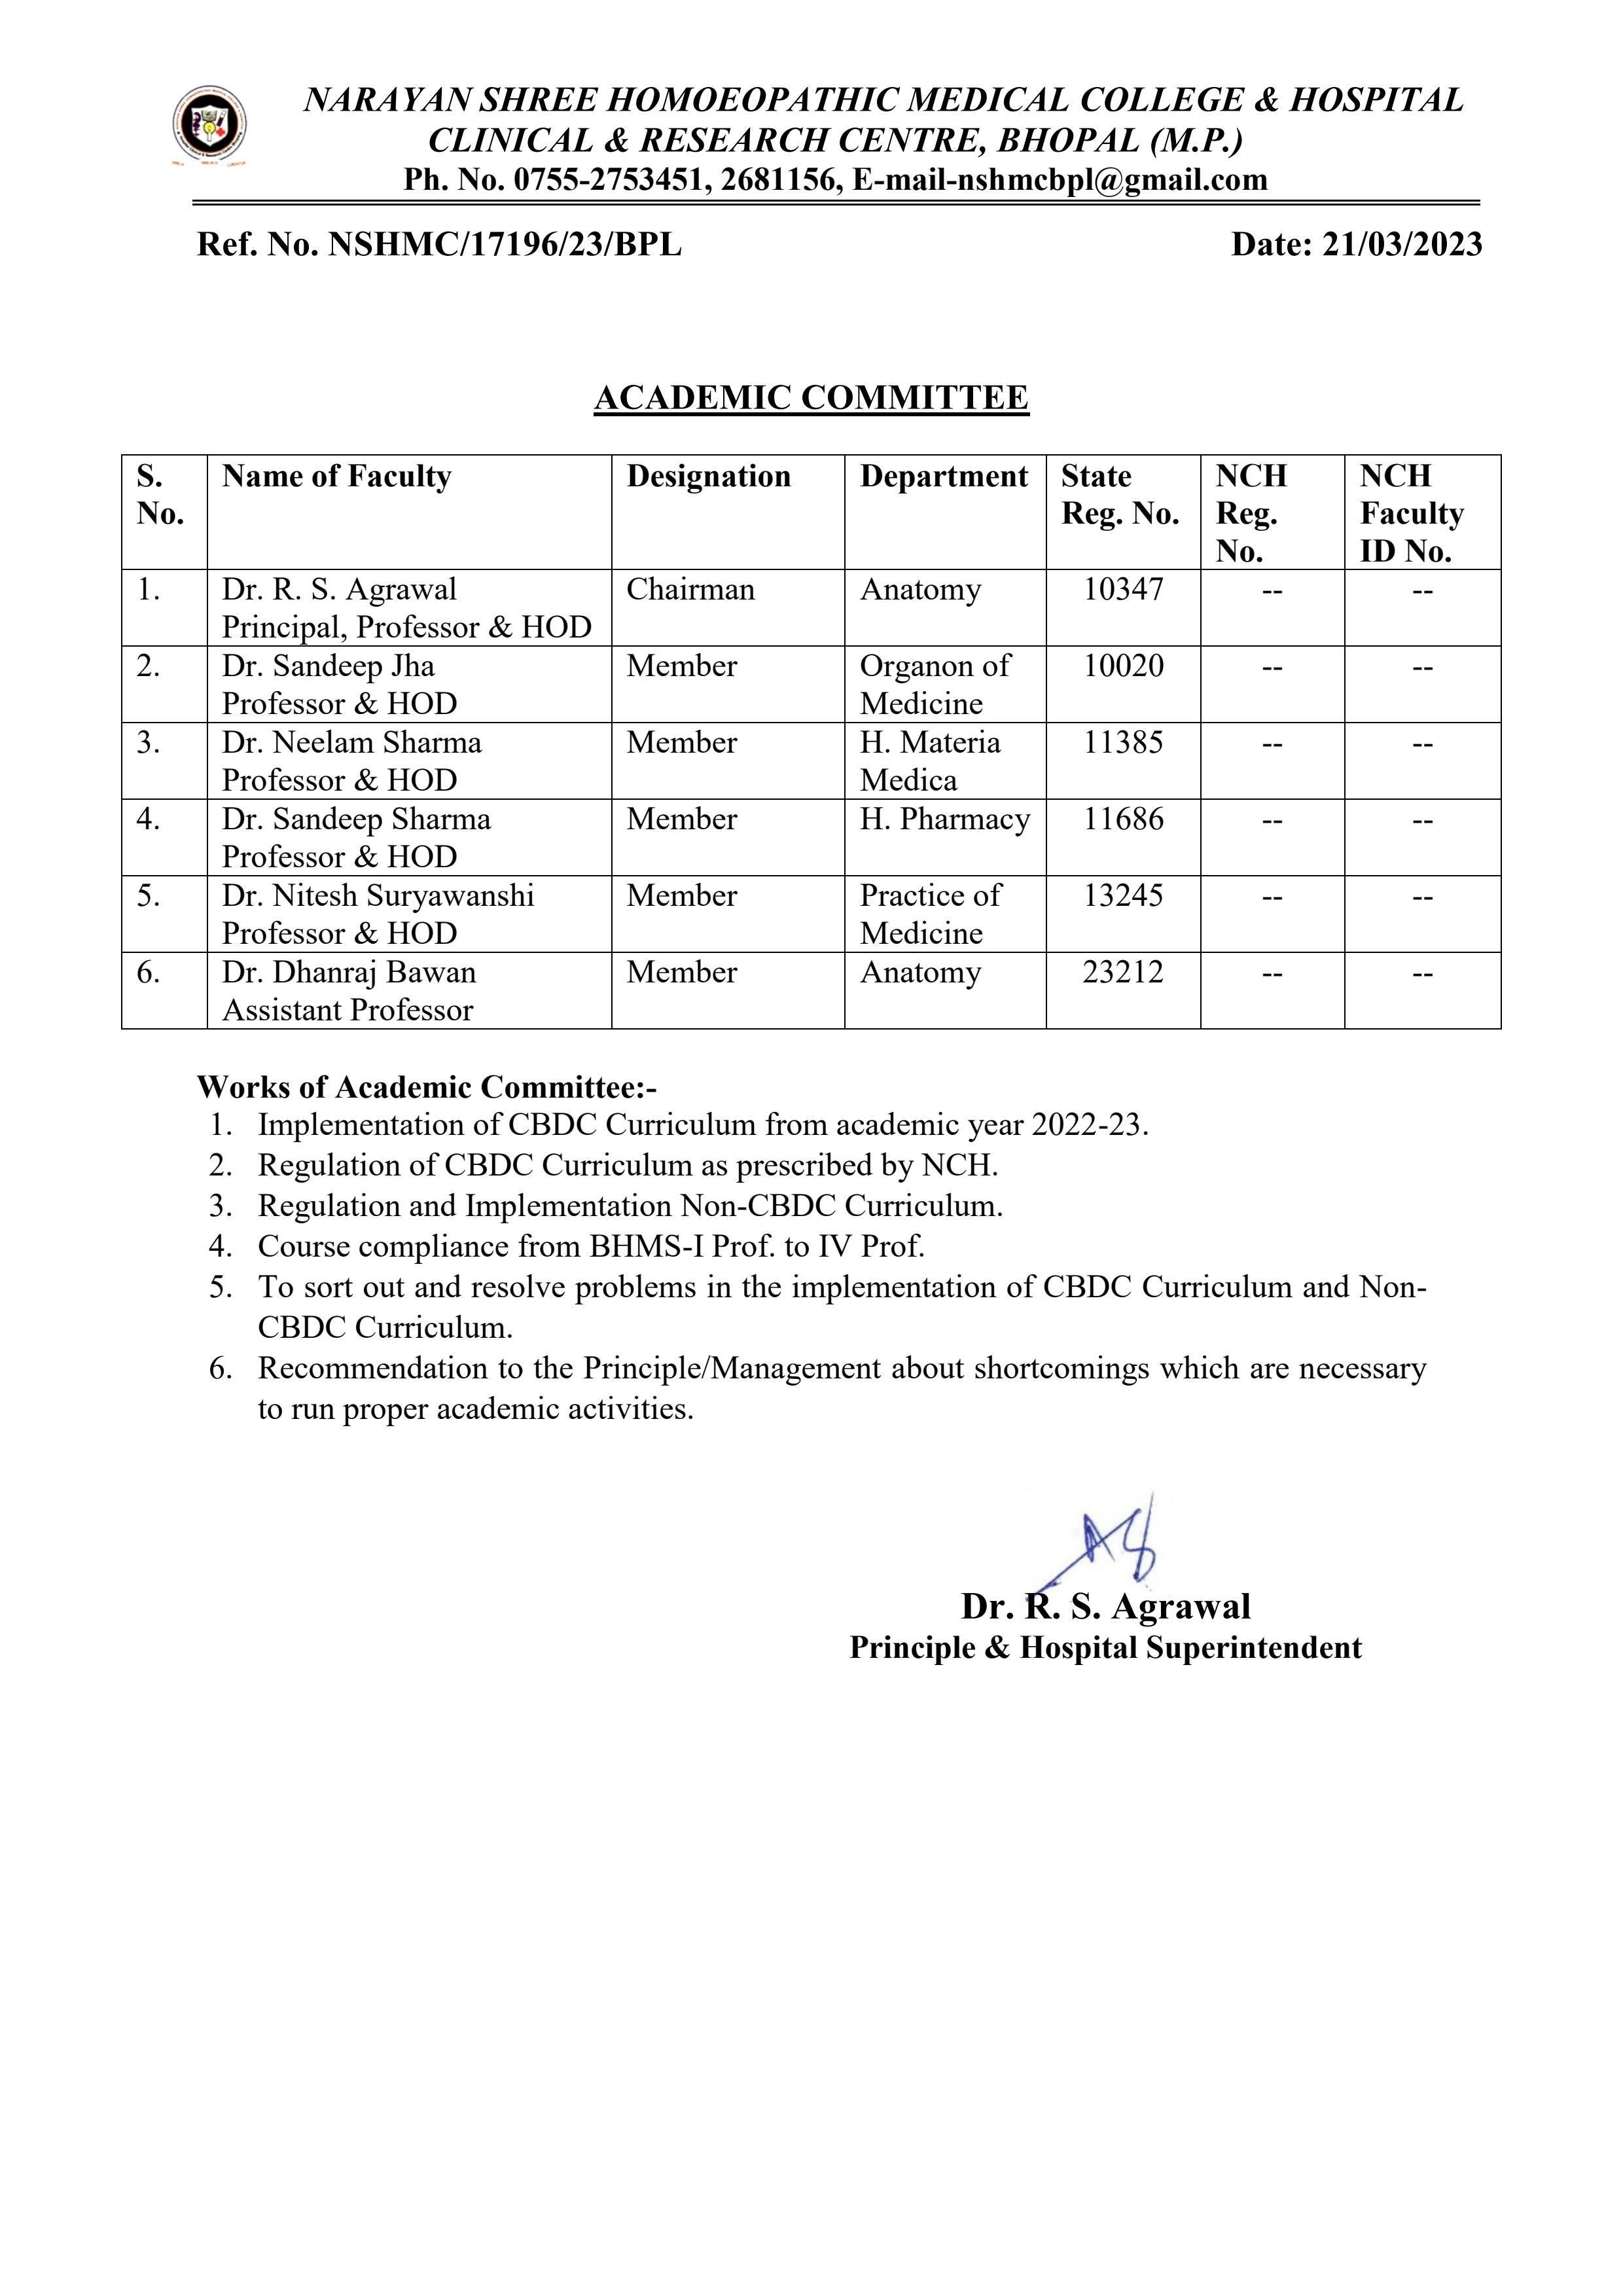 NARAYAN SHREE HOMOEOPATHIC MEDICAL COLLEGE & HOSPITAL
CLINICAL & RESEARCH CENTRE, BHOPAL (M.P.)
Ph. No. 0755-2753451, 2681156, E-mail-nshmcbpl@gmail.com
Ref. No. NSHMC/17196/23/BPL Date: 21/03/2023
ACADEMIC COMMITTEE
S. Name of Faculty Designation Department State NCH NCH
No. Reg. No. Reg. Faculty
No. ID No.
1. Dr. R. S. Agrawal Chairman Anatomy 10347 -- --
Principal, Professor & HOD
2. Dr. Sandeep Jha Member Organon of 10020 -- --
Professor & HOD Medicine
3. Dr. Neelam Sharma Member H. Materia 11385 -- --
Professor & HOD Medica
4. Dr. Sandeep Sharma Member H. Pharmacy 11686 -- --
Professor & HOD
5. Dr. Nitesh Suryawanshi Member Practice of 13245 -- --
Professor & HOD Medicine
6. Dr. Dhanraj Bawan Member Anatomy 23212 -- --
Assistant Professor
Works of Academic Committee:-
1. Implementation of CBDC Curriculum from academic year 2022-23.
2. Regulation of CBDC Curriculum as prescribed by NCH.
3. Regulation and Implementation Non-CBDC Curriculum.
4. Course compliance from BHMS-I Prof. to IV Prof.
5. To sort out and resolve problems in the implementation of CBDC Curriculum and Non-
CBDC Curriculum.
6. Recommendation to the Principle/Management about shortcomings which are necessary
to run proper academic activities.
Dr. R. S. Agrawal
Principle & Hospital Superintendent